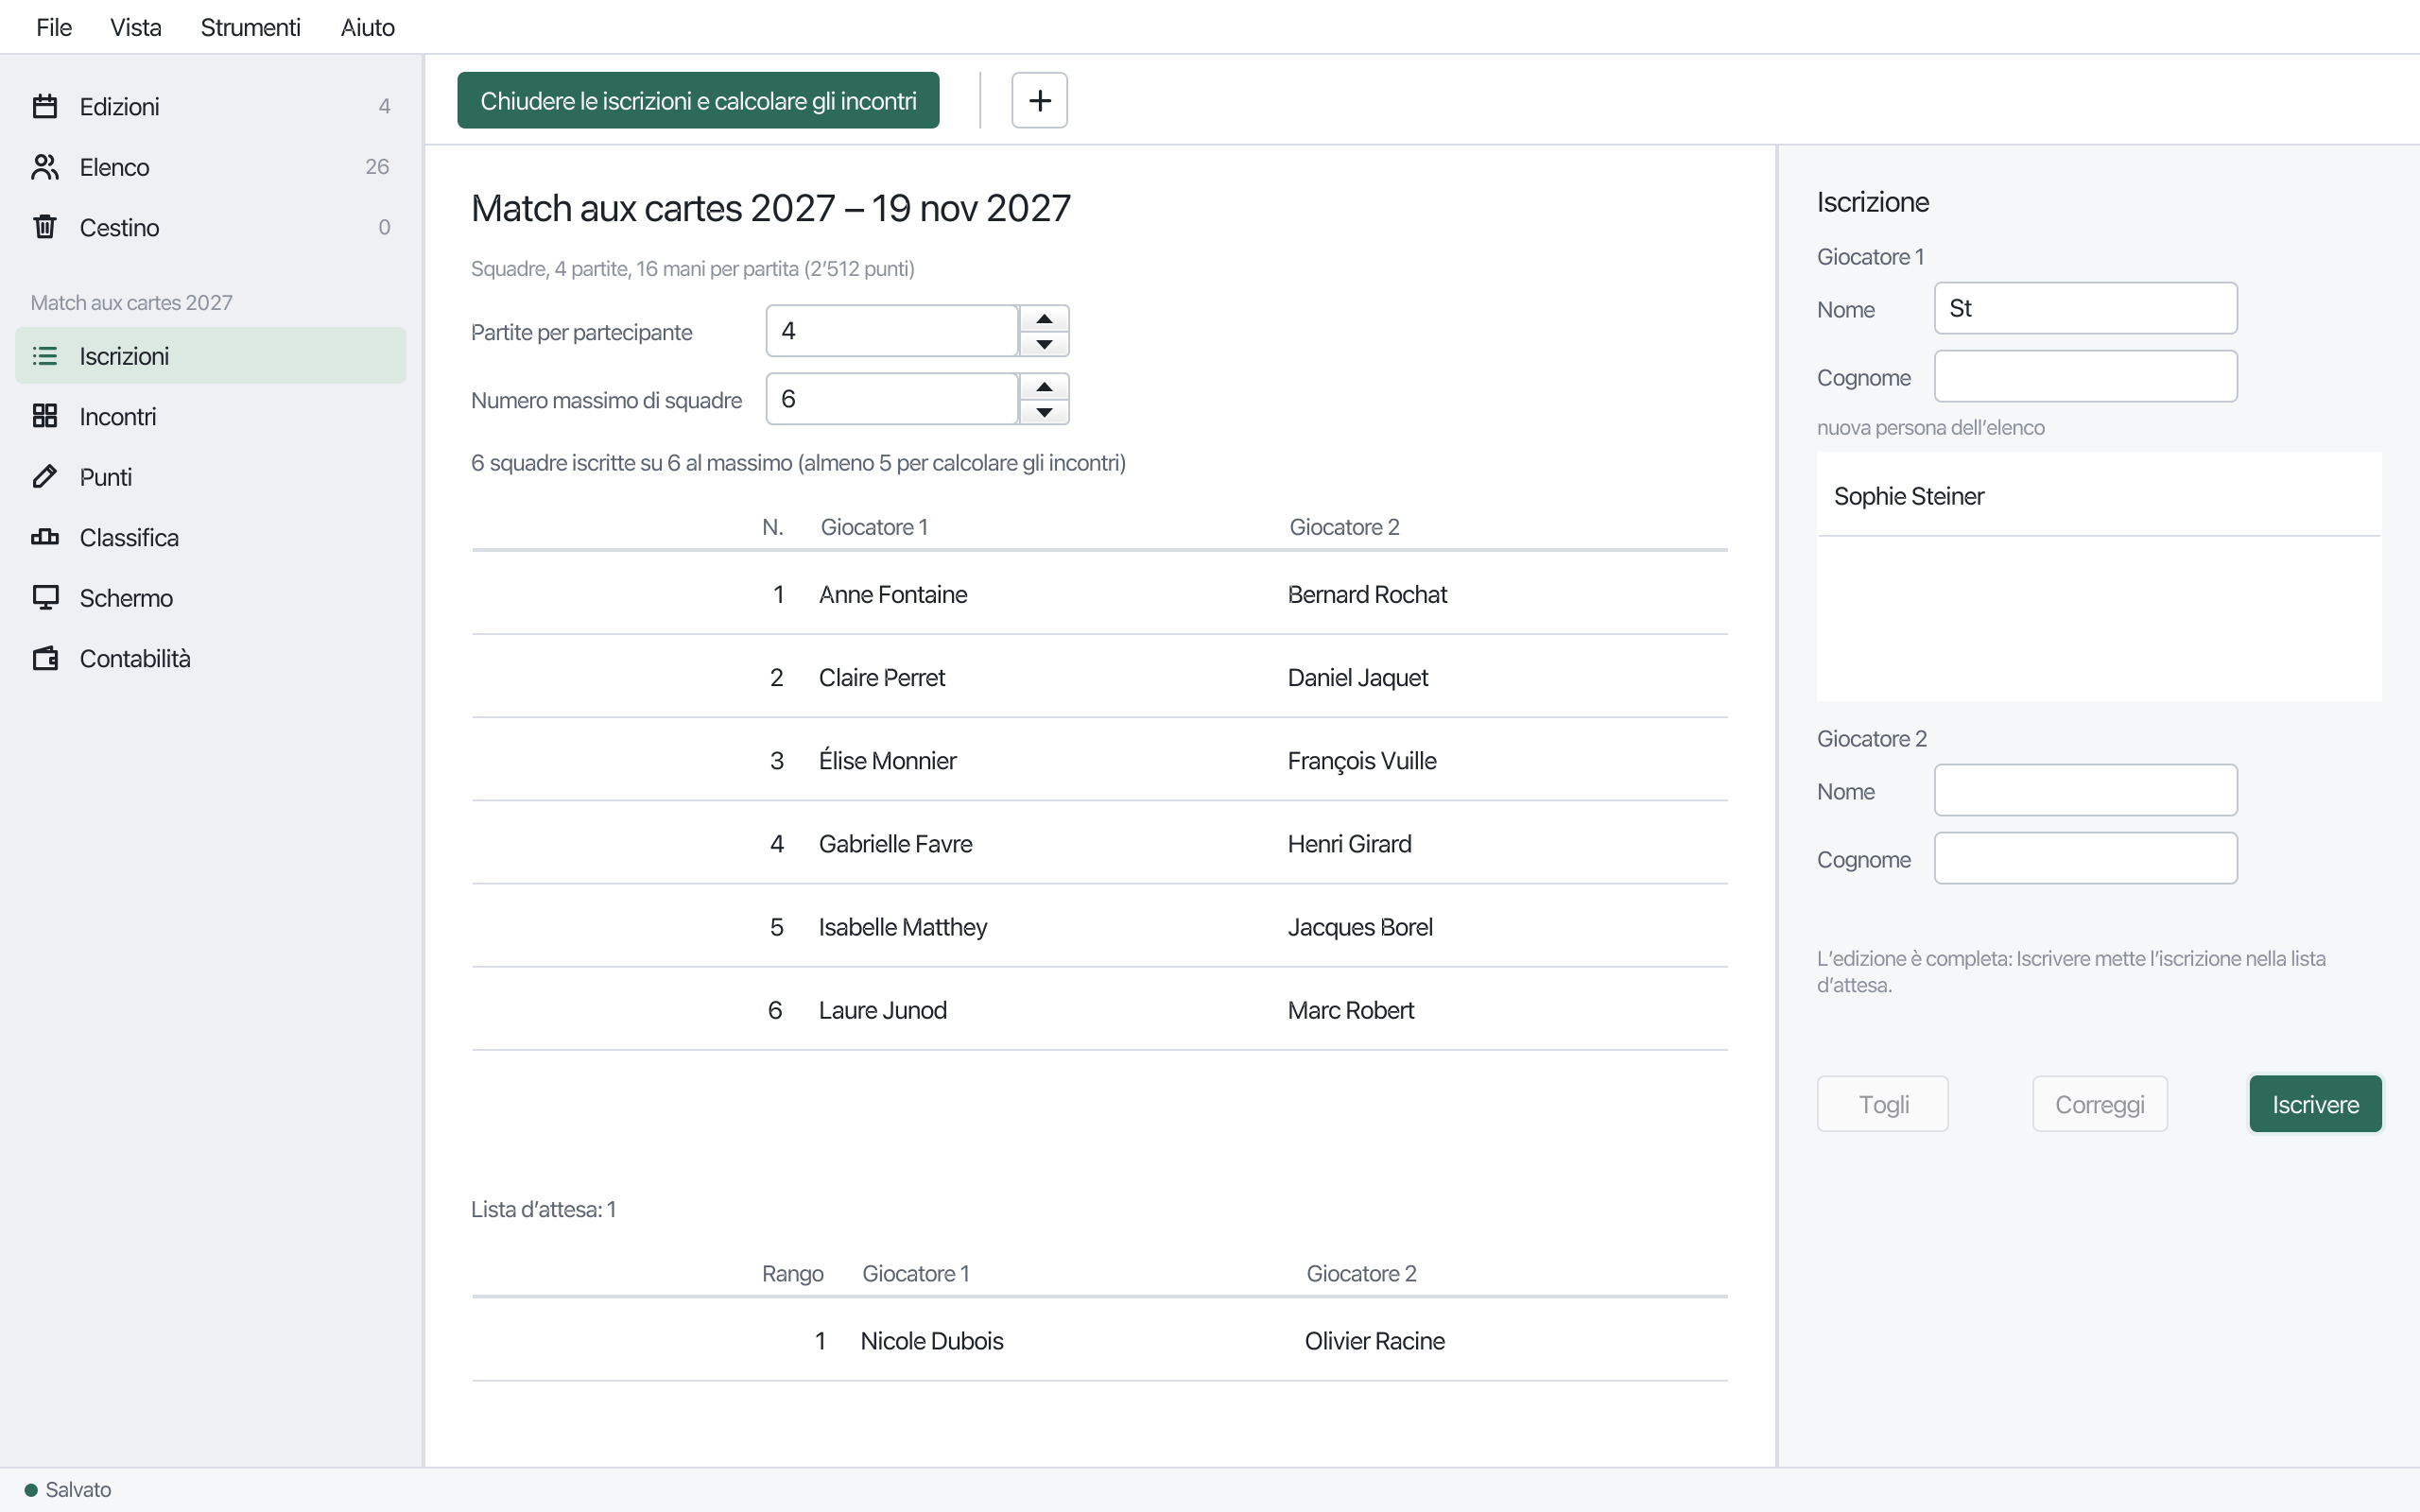 File Vista Strumenti Aiuto
Edizioni 4
Elenco 26
Cestino 0
Match aux cartes 2027
Iscrizioni
Incontri
Punti
Classifica
Schermo
Contabilità
Chiudere le iscrizioni e calcolare gli incontri
Match aux cartes 2027 – 19 nov 2027
Squadre, 4 partite, 16 mani per partita (2’512 punti)
Partite per partecipante 4
Numero massimo di squadre 6
6 squadre iscritte su 6 al massimo (almeno 5 per calcolare gli incontri)
N. Giocatore 1 Giocatore 2
1 Anne Fontaine Bernard Rochat
2 Claire Perret Daniel Jaquet
3 Élise Monnier François Vuille
4 Gabrielle Favre Henri Girard
5 Isabelle Matthey Jacques Borel
6 Laure Junod Marc Robert
Lista d’attesa: 1
Rango Giocatore 1 Giocatore 2
1 Nicole Dubois Olivier Racine
Iscrizione
Giocatore 1
Nome St
Cognome
nuova persona dell’elenco
Sophie Steiner
Giocatore 2
Nome
Cognome
L’edizione è completa: Iscrivere mette l’iscrizione nella lista
d’attesa.
Togli Correggi Iscrivere
Salvato